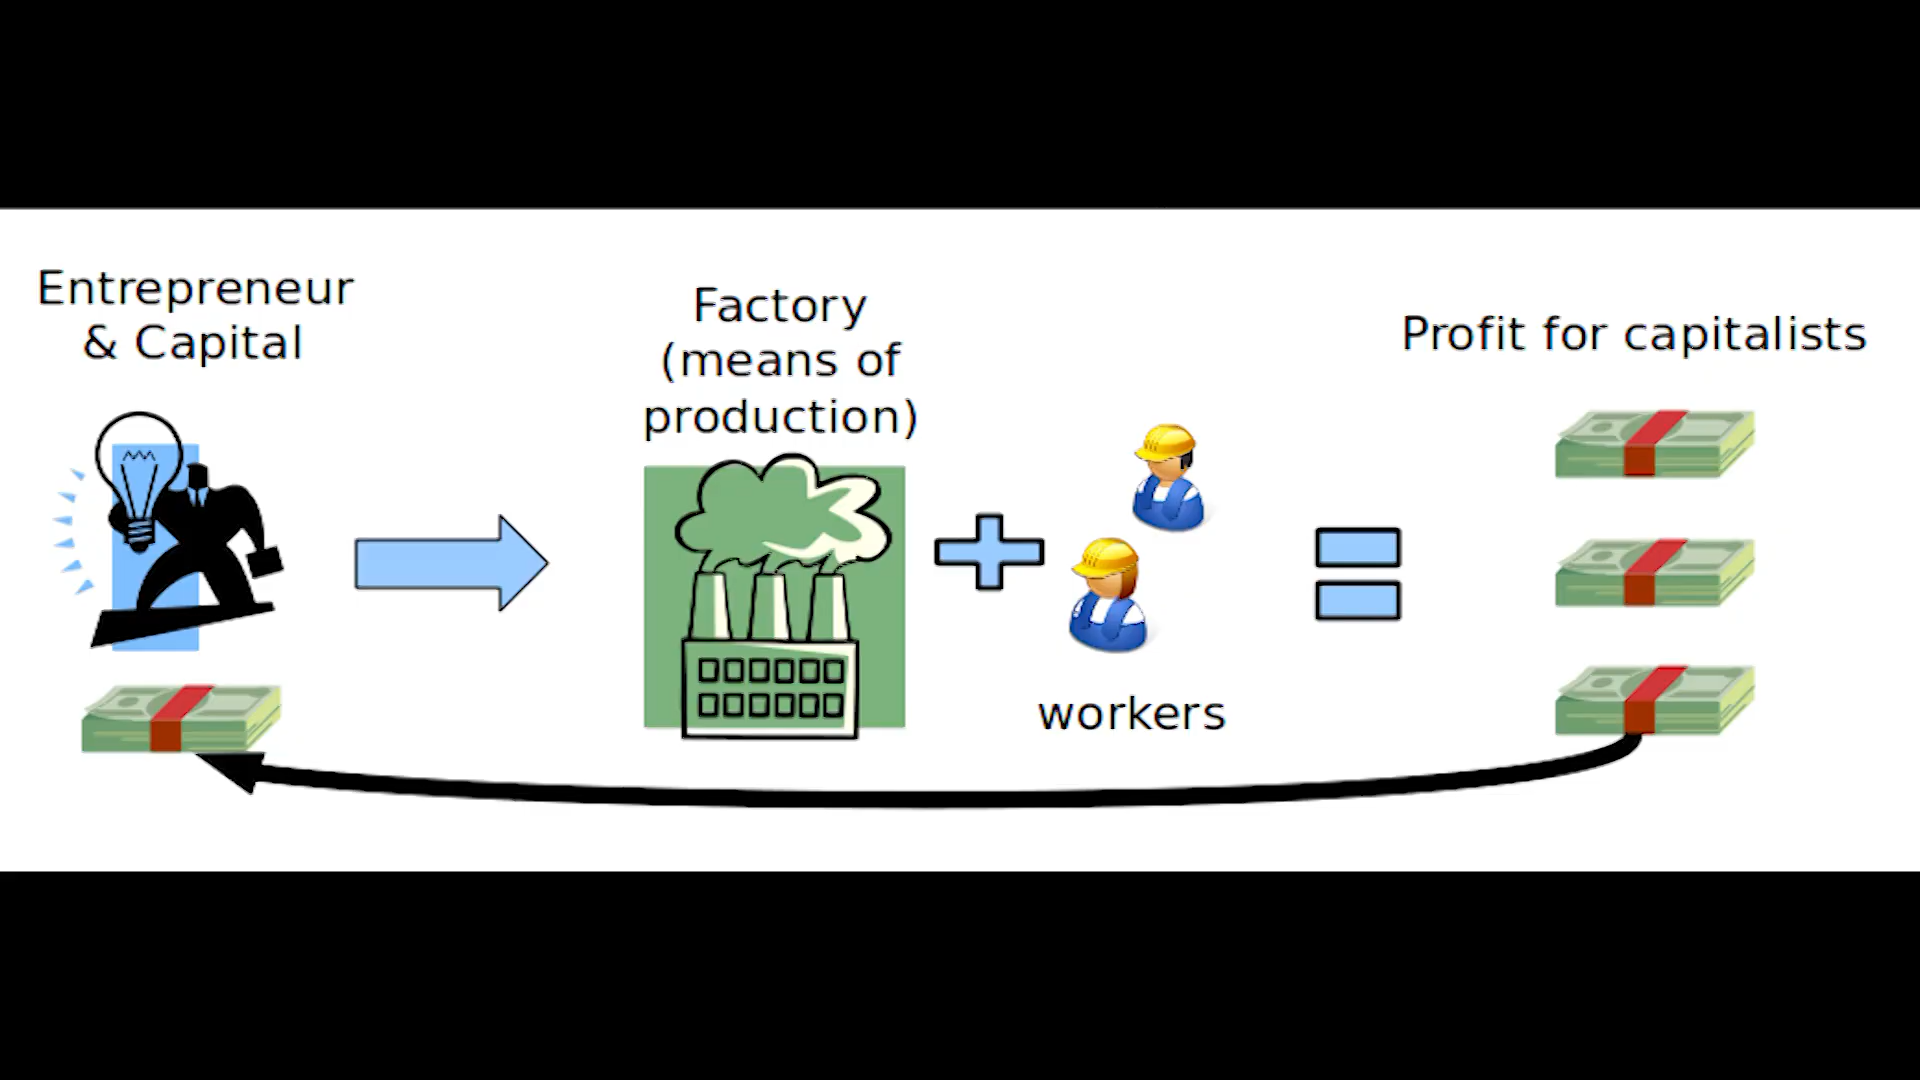 Entrepreneur
& Capital
Factory
(means of
production)
workers
Profit for capitalists